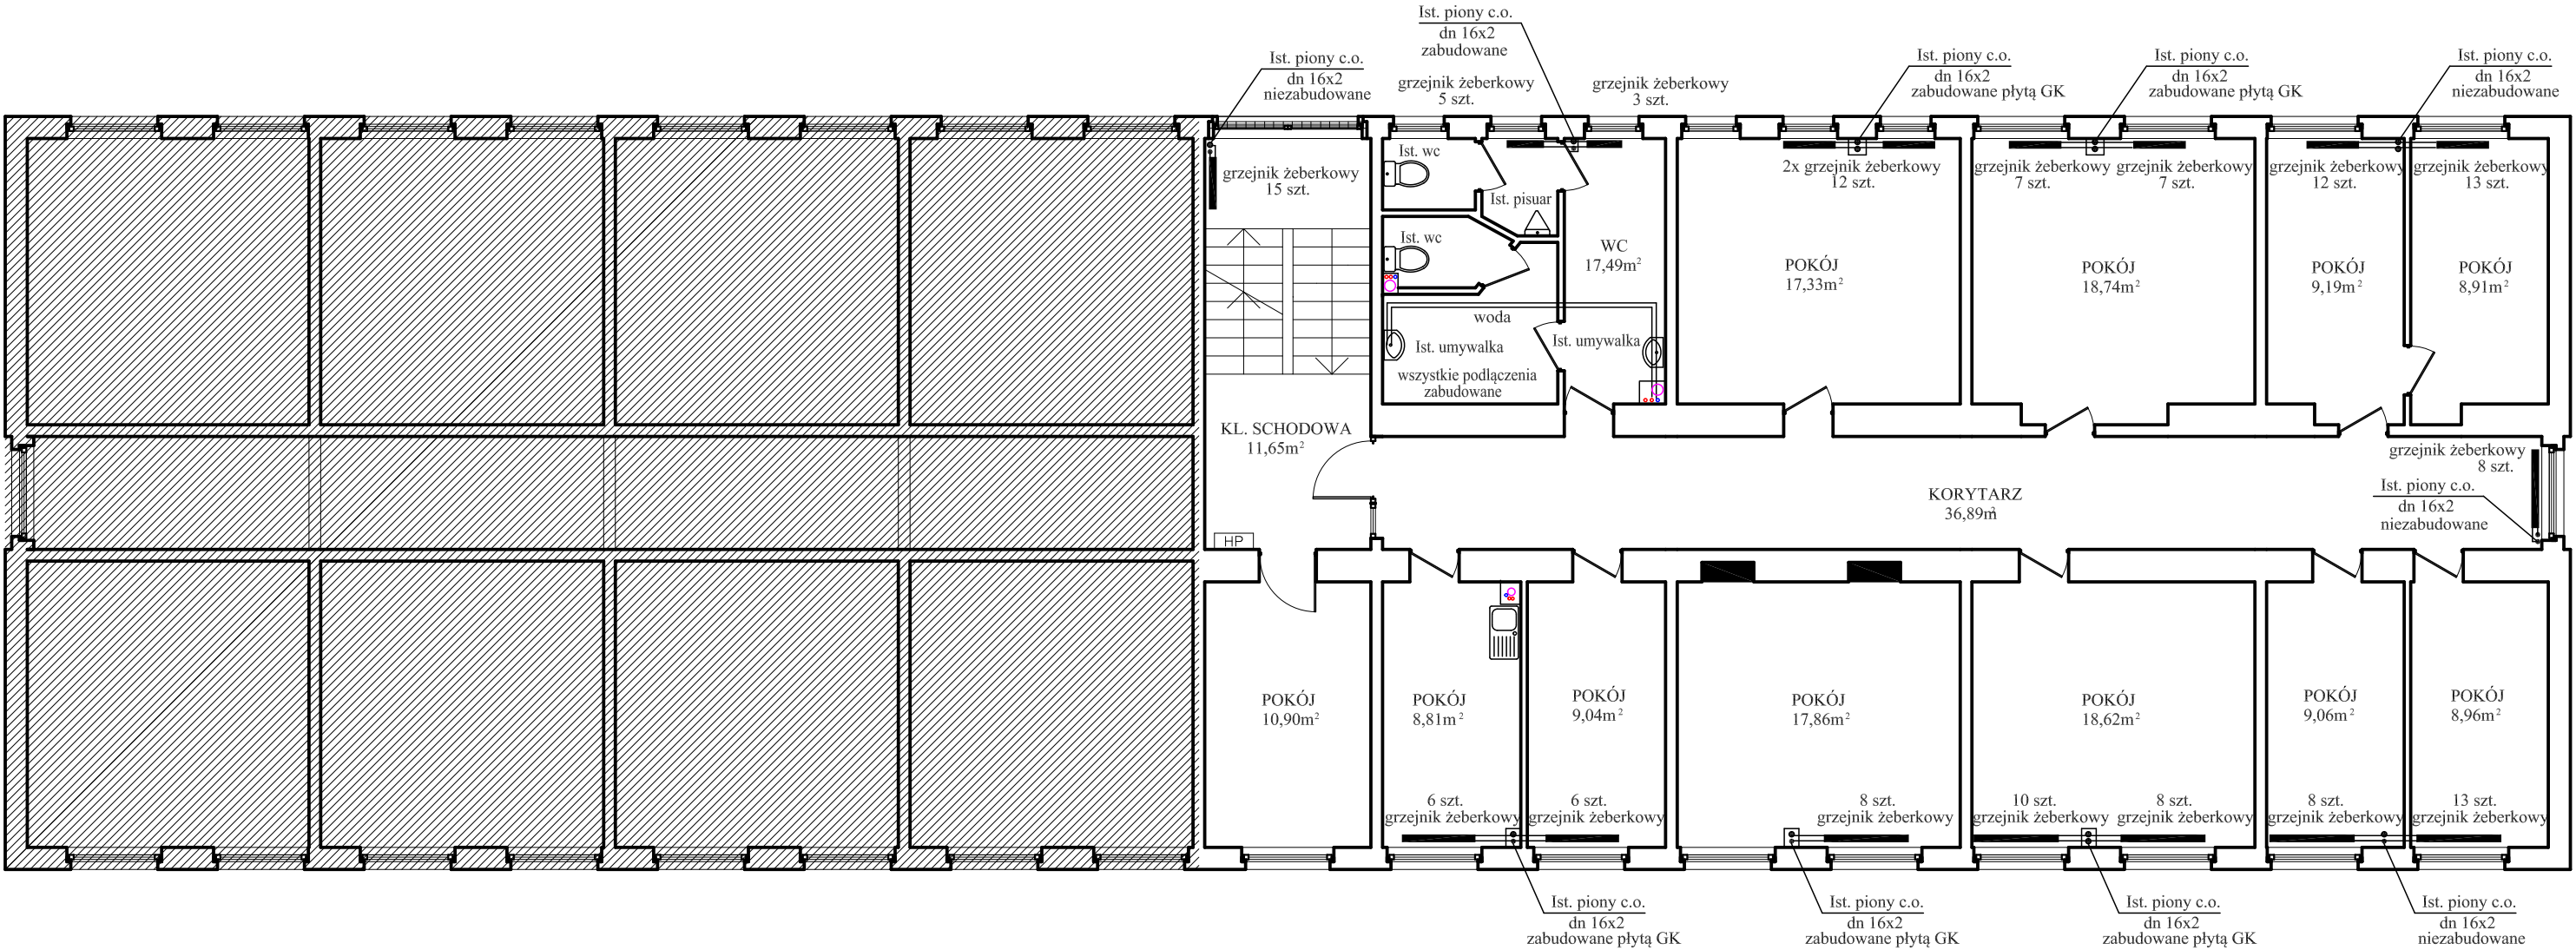 Ist. piony c.o.
dn 16x2
zabudowane
Ist. piony c.o.
dn 16x2
niezabudowane
grzejnik żeberkowy
5 szt.
grzejnik żeberkowy
3 szt.
Ist. piony c.o.
dn 16x2
zabudowane płytą GK
Ist. piony c.o.
dn 16x2
zabudowane płytą GK
Ist. piony c.o.
dn 16x2
niezabudowane
grzejnik żeberkowy
15 szt.
Ist. wc
Ist. pisuar
Ist. wc
WC
17,49m²
2x grzejnik żeberkowy
12 szt.
grzejnik żeberkowy
7 szt.
grzejnik żeberkowy
7 szt.
grzejnik żeberkowy
12 szt.
grzejnik żeberkowy
13 szt.
POKÓJ
17,33m²
POKÓJ
18,74m²
POKÓJ
9,19m²
POKÓJ
8,91m²
woda
Ist. umywalka
Ist. umywalka
wszystkie podłączenia
zabudowane
KL. SCHODOWA
11,65m²
KORYTARZ
36,89m²
grzejnik żeberkowy
8 szt.
Ist. piony c.o.
dn 16x2
niezabudowane
HP
POKÓJ
10,90m²
POKÓJ
8,81m²
POKÓJ
9,04m²
POKÓJ
17,86m²
POKÓJ
18,62m²
POKÓJ
9,06m²
POKÓJ
8,96m²
6 szt.
grzejnik żeberkowy
6 szt.
grzejnik żeberkowy
8 szt.
grzejnik żeberkowy
10 szt.
grzejnik żeberkowy
8 szt.
grzejnik żeberkowy
8 szt.
grzejnik żeberkowy
13 szt.
grzejnik żeberkowy
Ist. piony c.o.
dn 16x2
zabudowane płytą GK
Ist. piony c.o.
dn 16x2
zabudowane płytą GK
Ist. piony c.o.
dn 16x2
zabudowane płytą GK
Ist. piony c.o.
dn 16x2
niezabudowane